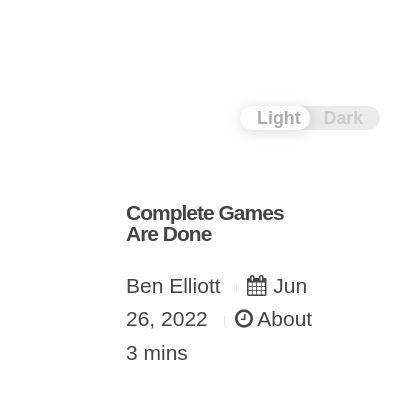 Light Dark
Complete Games
Are Done
Ben Elliott Jun
26, 2022 About
3 mins